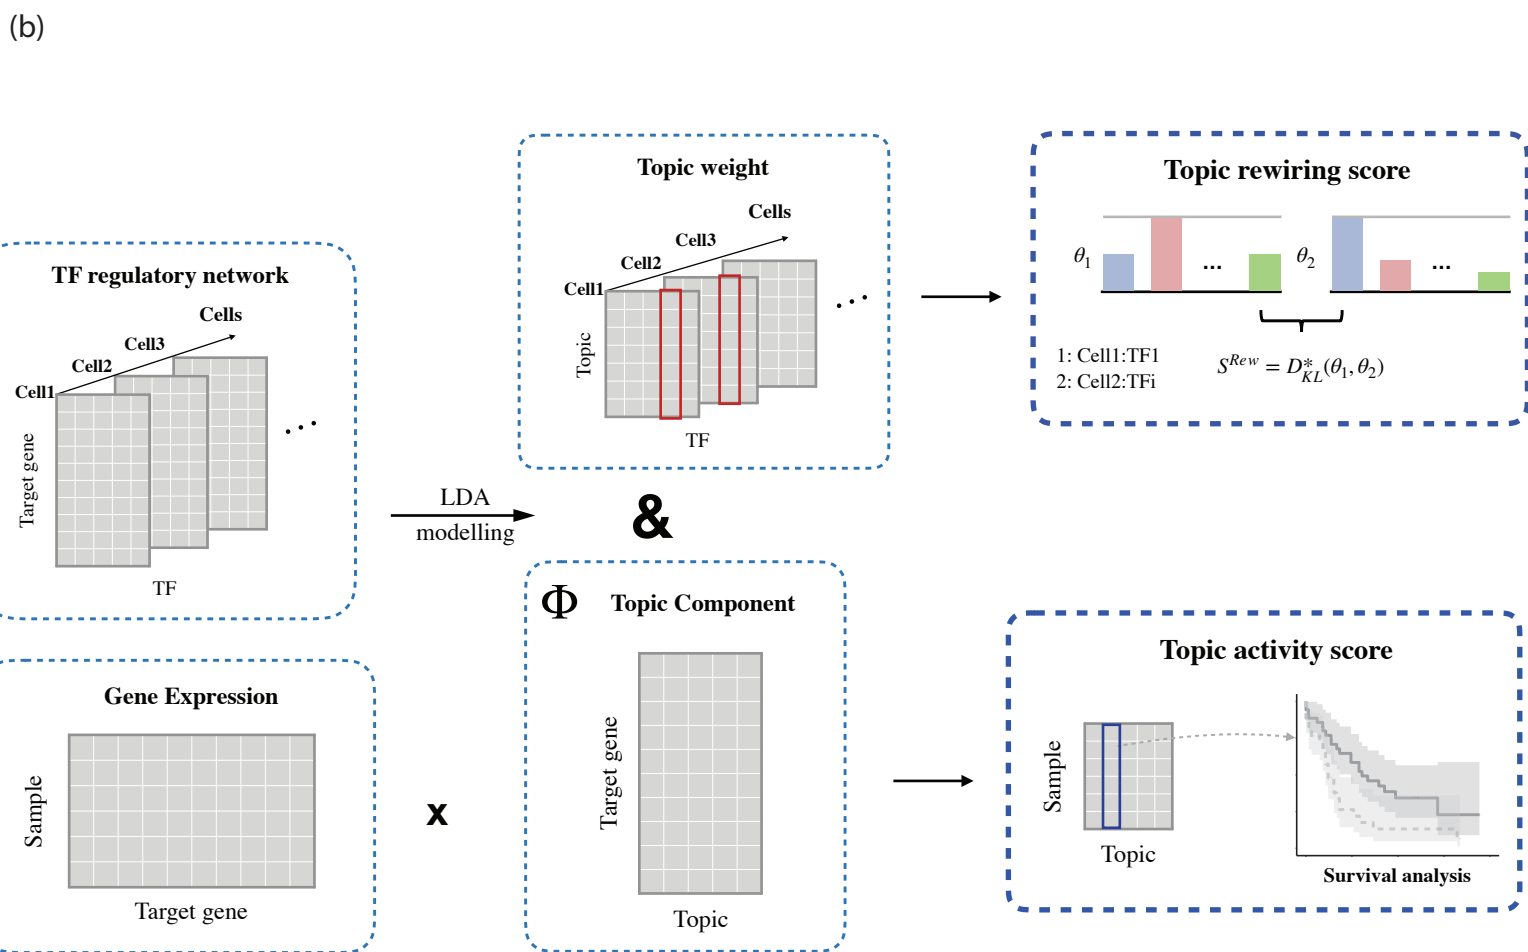 (b)
TF regulatory network
Cells
Cell3
Cell2
Cell1
Target gene
TF
...
LDA
modelling
Topic weight
Cells
Cell3
Cell2
Cell1
Topic
TF
...
&
Φ Topic Component
Target gene
Topic
Gene Expression
Sample
Target gene
x
Topic rewiring score
θ1
...
θ2
...
1: Cell1:TF1
2: Cell2:TFi
S^Rew = D*_KL(θ1, θ2)
Topic activity score
Sample
Topic
Survival analysis